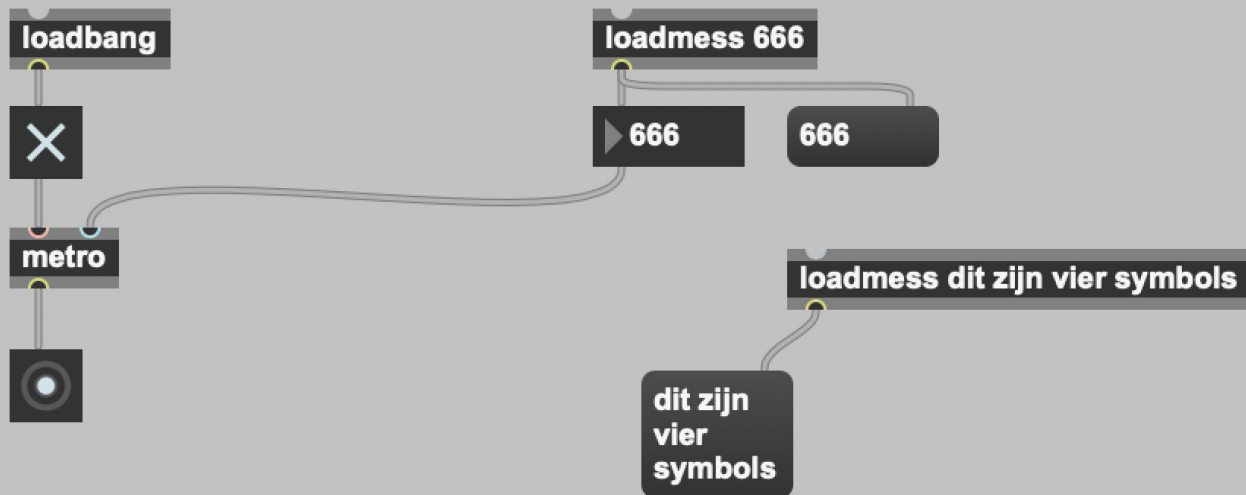 loadbang
loadmess 666
666
666
metro
loadmess dit zijn vier symbols
dit zijn
vier
symbols